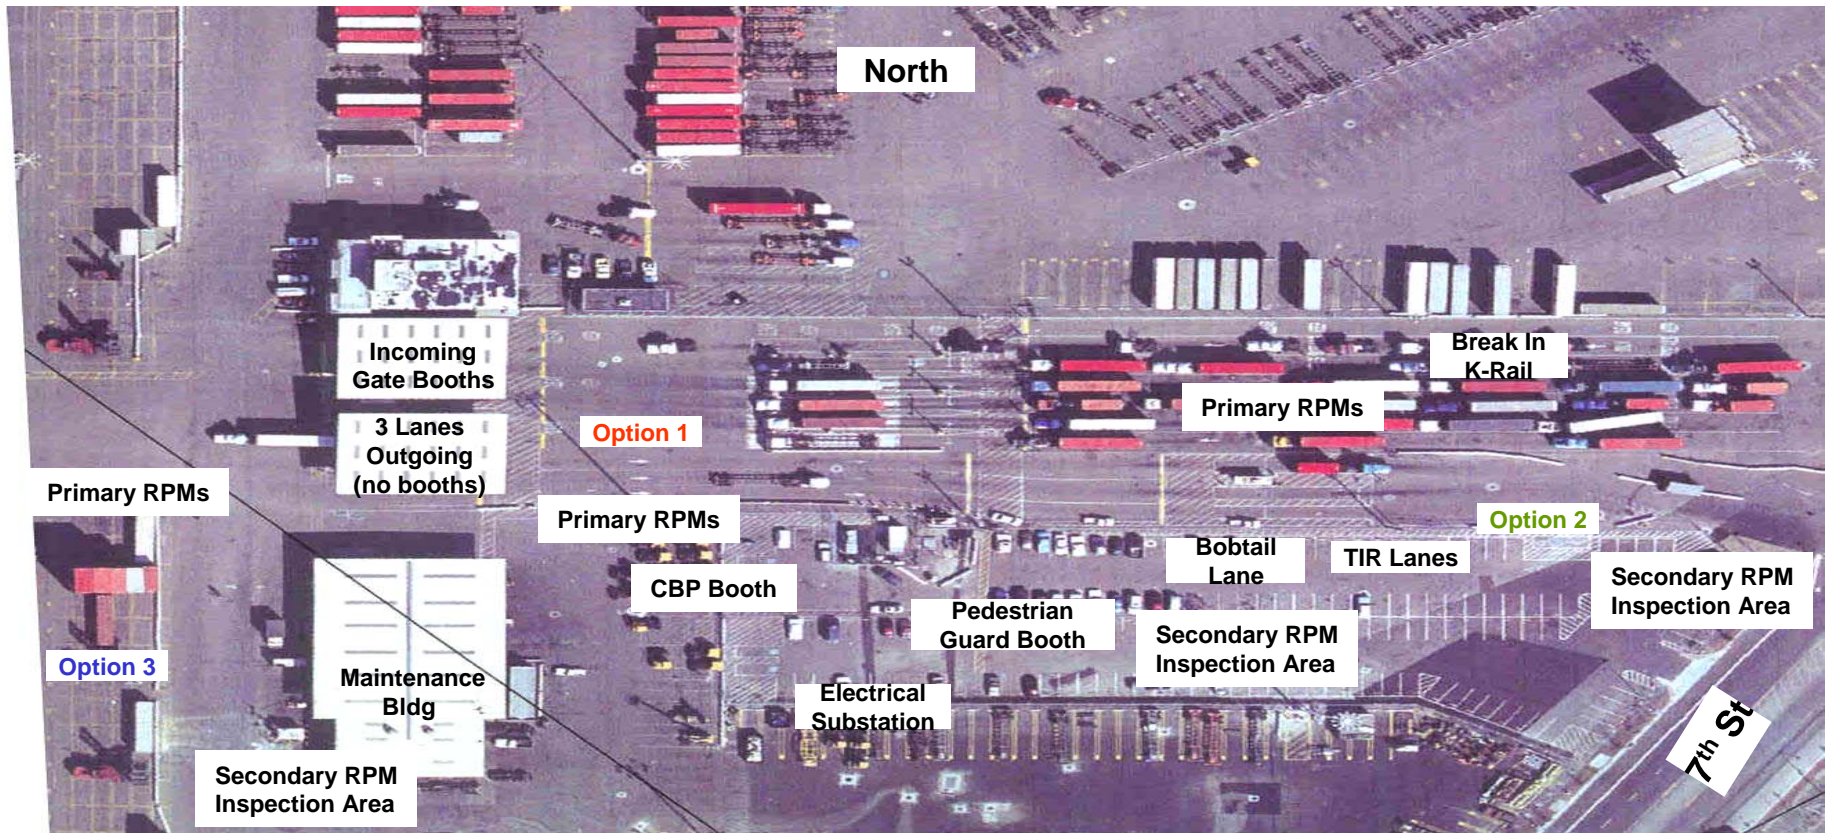 North
Break In
K-Rail
Incoming
Gate Booths
Primary RPMs
3 Lanes
Outgoing
(no booths)
Option 1
Primary RPMs
Primary RPMs
Option 2
Bobtail
Lane
TIR Lanes
CBP Booth
Secondary RPM
Inspection Area
Pedestrian
Guard Booth
Secondary RPM
Inspection Area
Option 3
Maintenance
Bldg
Electrical
Substation
7th St
Secondary RPM
Inspection Area